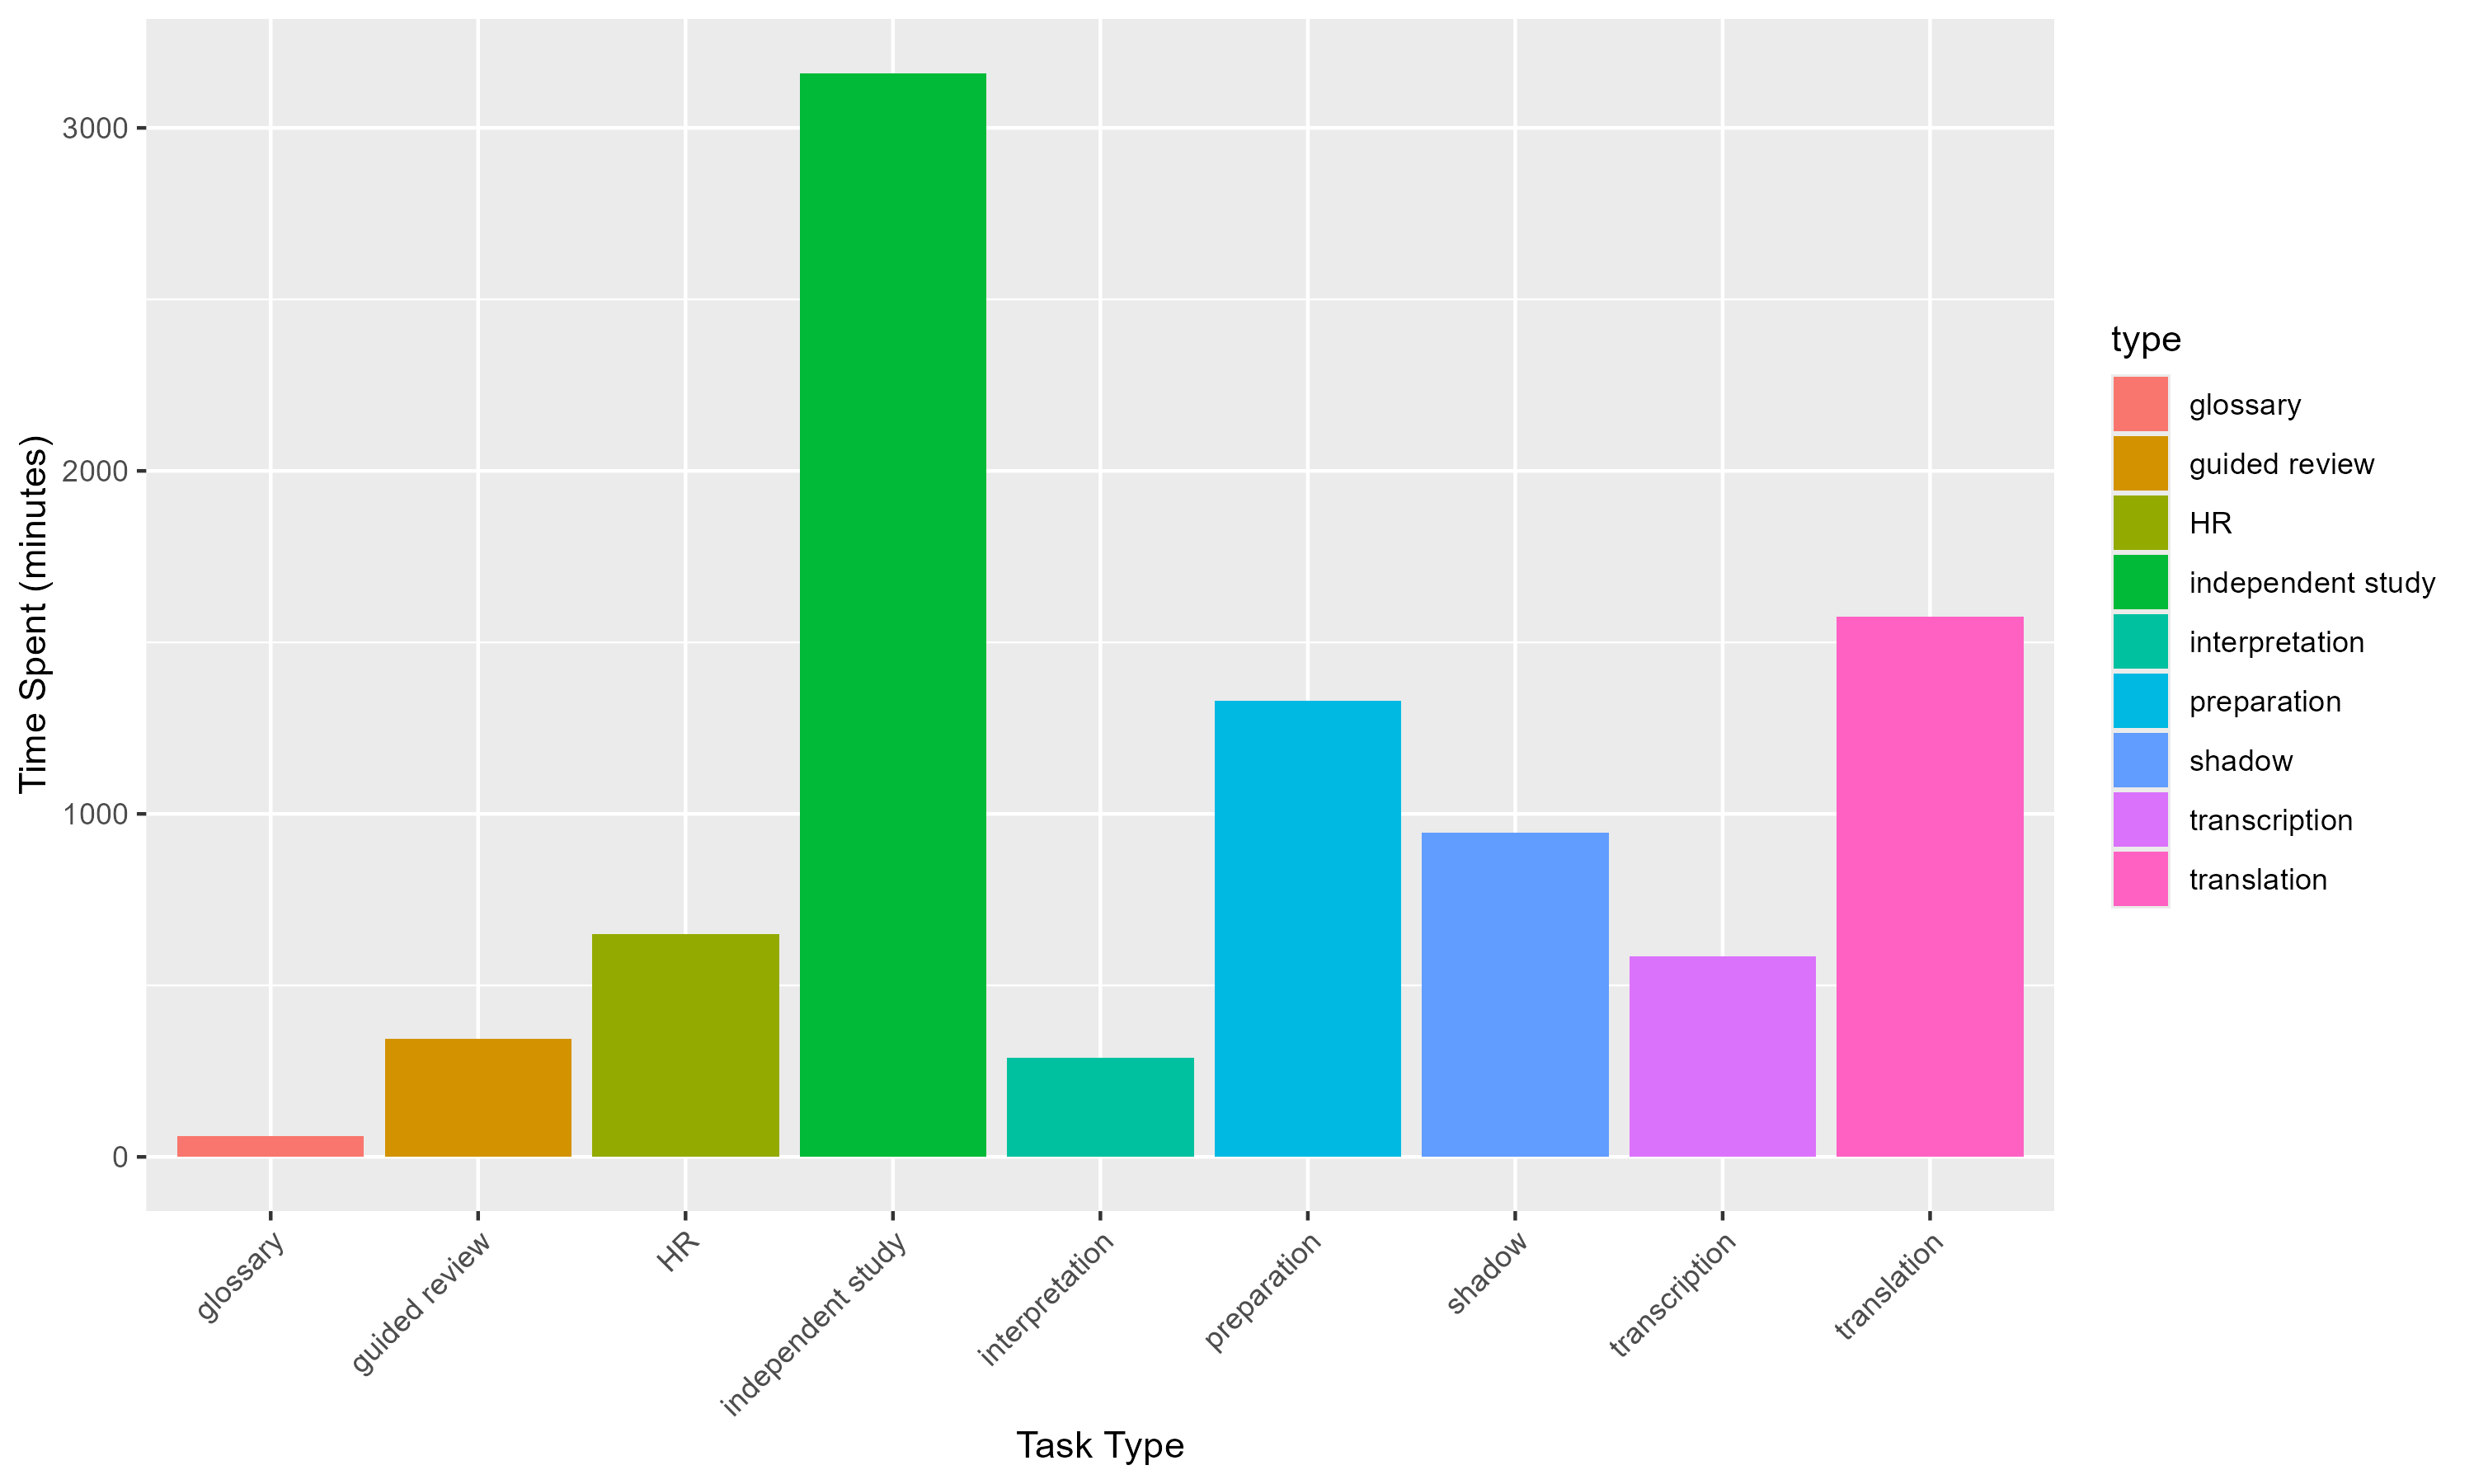 3000
2000
1000
0
Time Spent (minutes)
glossary
guided review
HR
independent study
interpretation
preparation
shadow
transcription
translation
Task Type
type
glossary
guided review
HR
independent study
interpretation
preparation
shadow
transcription
translation